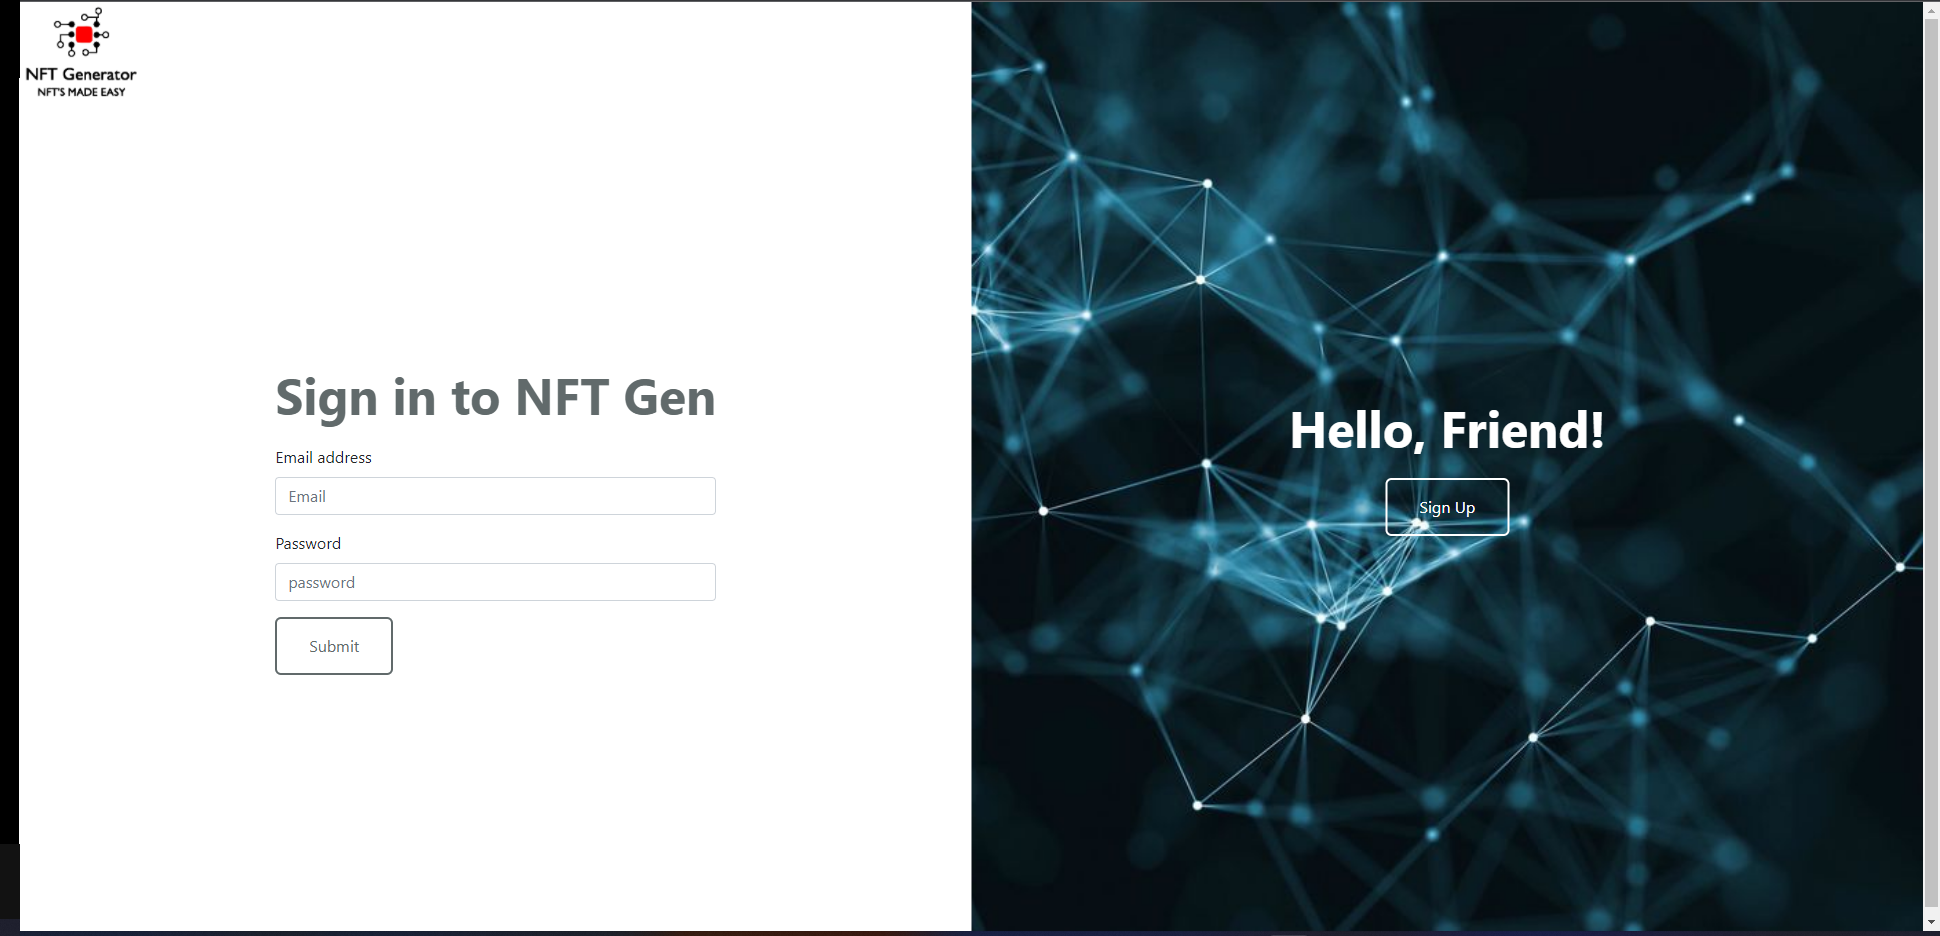 NFT Generator
NFT'S MADE EASY
Sign in to NFT Gen
Email address
Email
Password
password
Submit
Hello, Friend!
Sign Up